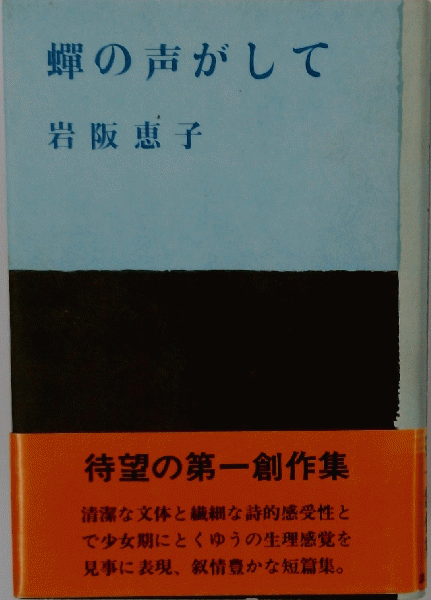 蟬の声がして
岩阪恵子
待望の第一創作集
清潔な文体と繊細な詩的感受性と
で少女期にとくゆうの生理感覚を
見事に表現、叙情豊かな短篇集。